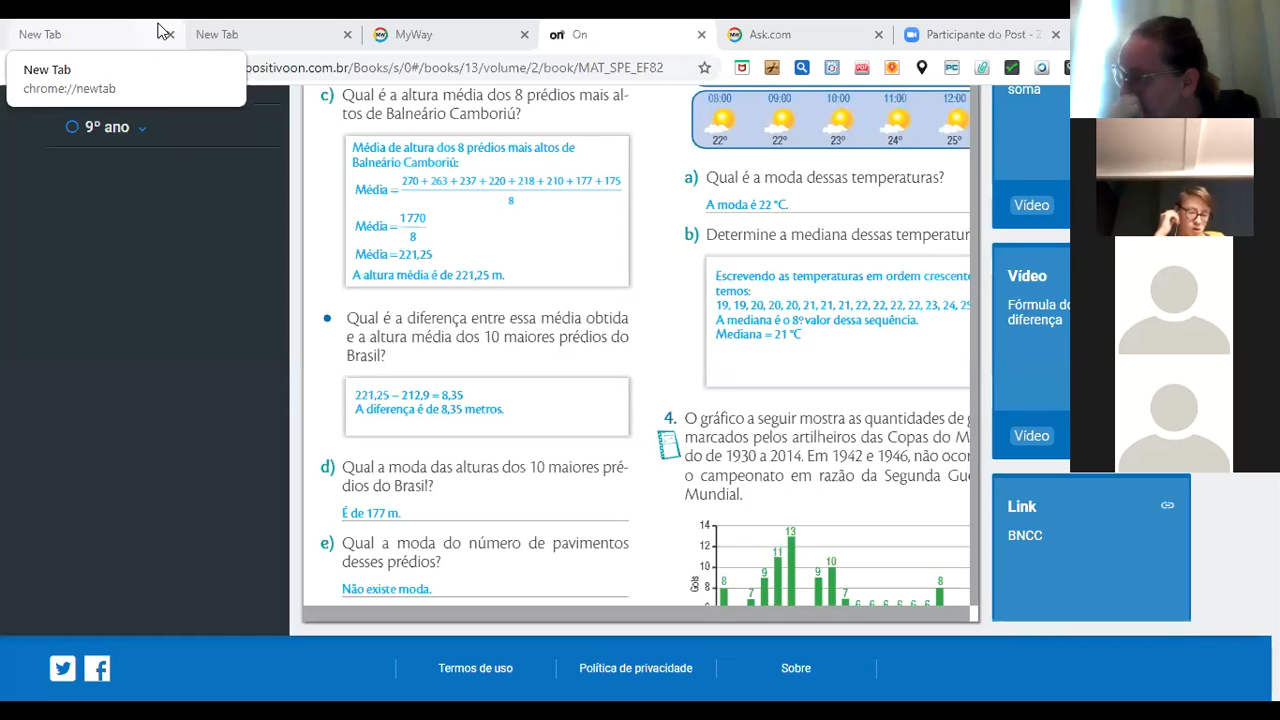 New Tab
New Tab
MyWay
On
Ask.com
Participante do Post - Z
New Tab
chrome://newtab
positivoon.com.br/Books/s/0#/books/13/volume/2/book/MAT_SPE_EF82
9º ano
c) Qual é a altura média dos 8 prédios mais al-
tos de Balneário Camboriú?
Média de altura dos 8 prédios mais altos de
Balneário Camboriú:
Média = 270 + 263 + 237 + 220 + 218 + 210 + 177 + 175
8
Média = 1770
8
Média = 221,25
A altura média é de 221,25 m.
• Qual é a diferença entre essa média obtida
e a altura média dos 10 maiores prédios do
Brasil?
221,25 – 212,9 = 8,35
A diferença é de 8,35 metros.
d) Qual a moda das alturas dos 10 maiores pré-
dios do Brasil?
É de 177 m.
e) Qual a moda do número de pavimentos
desses prédios?
Não existe moda.
08:00 09:00 10:00 11:00 12:00
22° 22° 23° 24° 25°
a) Qual é a moda dessas temperaturas?
A moda é 22 °C.
b) Determine a mediana dessas temperatur
Escrevendo as temperaturas em ordem crescente
temos:
19, 19, 20, 20, 20, 21, 21, 21, 22, 22, 22, 22, 23, 24, 25
A mediana é o 8º valor dessa sequência.
Mediana = 21 °C
4. O gráfico a seguir mostra as quantidades de g
marcados pelos artilheiros das Copas do M
do de 1930 a 2014. Em 1942 e 1946, não ocor
o campeonato em razão da Segunda Gue
Mundial.
14
12
10
8
Gols
8 7 9 11 13 9 10 7 6 6 6 6 6 6 8
soma
Vídeo
Vídeo
Fórmula do
diferença
Vídeo
Link
BNCC
Termos de uso
Política de privacidade
Sobre